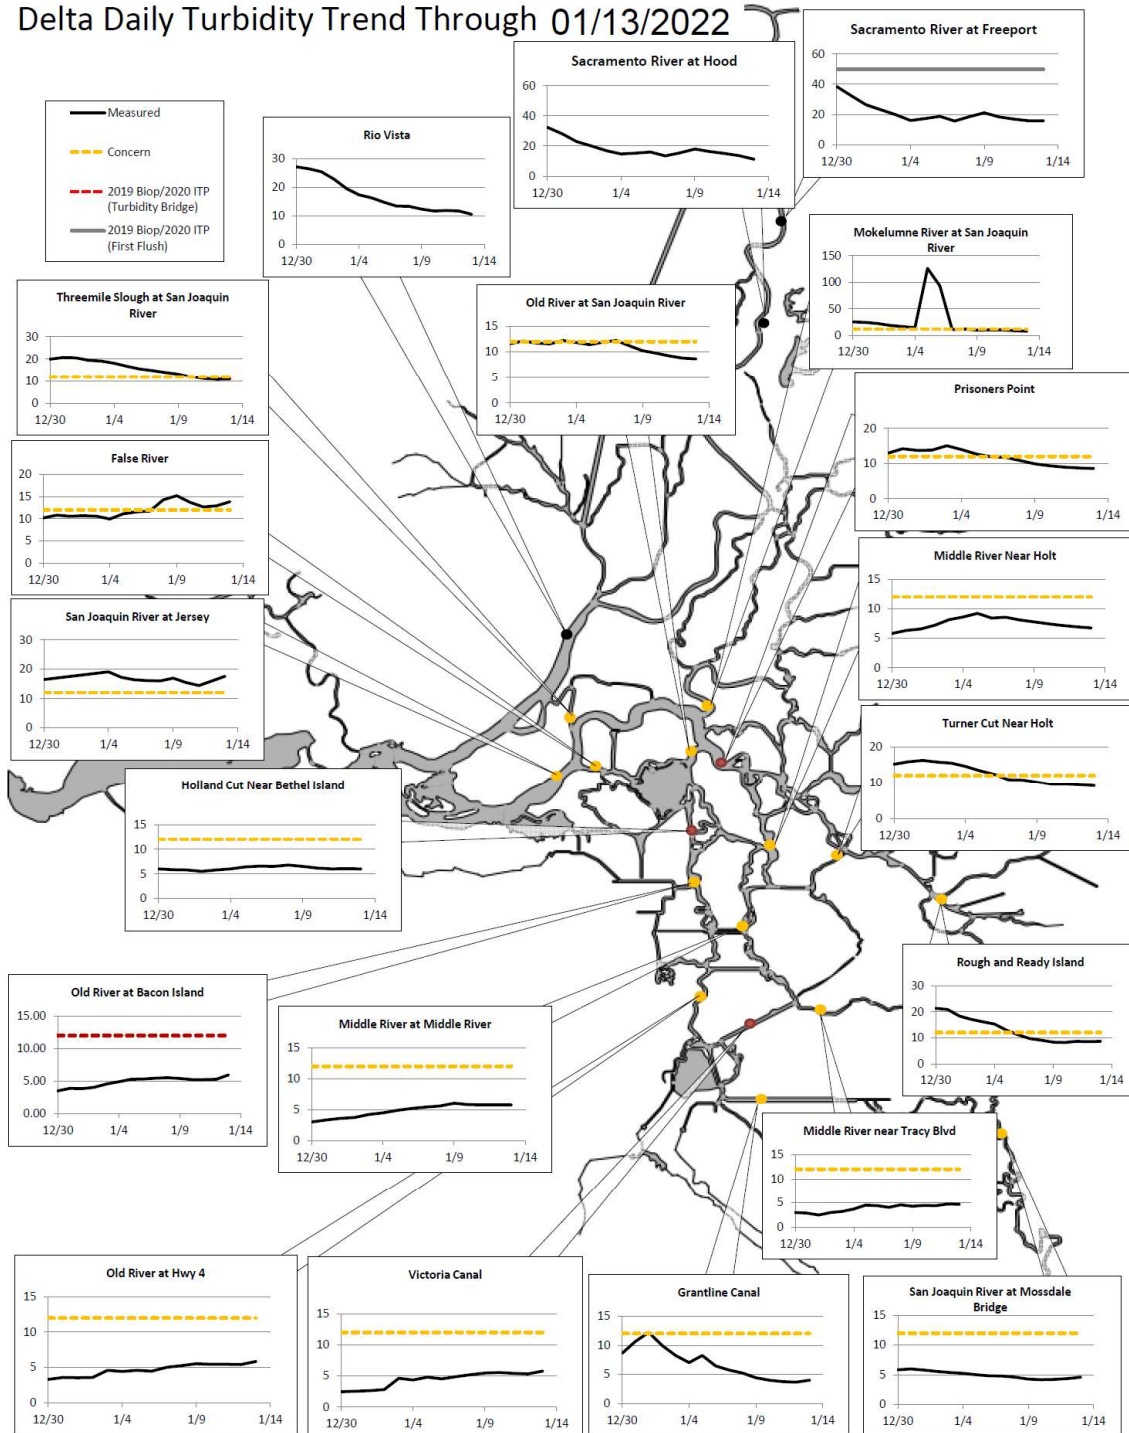 Delta Daily Turbidity Trend Through 01/13/2022
Measured
Concern
2019 Biop/2020 ITP
(Turbidity Bridge)
2019 Biop/2020 ITP
(First Flush)
Rio Vista
30
20
10
0
12/30 1/4 1/9 1/14
Sacramento River at Hood
60
40
20
0
12/30 1/4 1/9 1/14
Sacramento River at Freeport
60
40
20
0
12/30 1/4 1/9 1/14
Mokelumne River at San Joaquin
River
150
100
50
0
12/30 1/4 1/9 1/14
Threemile Slough at San Joaquin
River
30
20
10
0
12/30 1/4 1/9 1/14
Old River at San Joaquin River
15
10
5
0
12/30 1/4 1/9 1/14
Prisoners Point
20
10
0
12/30 1/4 1/9 1/14
False River
20
15
10
5
0
12/30 1/4 1/9 1/14
Middle River Near Holt
15
10
5
0
12/30 1/4 1/9 1/14
San Joaquin River at Jersey
30
20
10
0
12/30 1/4 1/9 1/14
Turner Cut Near Holt
20
10
0
12/30 1/4 1/9 1/14
Holland Cut Near Bethel Island
15
10
5
0
12/30 1/4 1/9 1/14
Rough and Ready Island
30
20
10
0
12/30 1/4 1/9 1/14
Old River at Bacon Island
15.00
10.00
5.00
0.00
12/30 1/4 1/9 1/14
Middle River at Middle River
15
10
5
0
12/30 1/4 1/9 1/14
Middle River near Tracy Blvd
15
10
5
0
12/30 1/4 1/9 1/14
Old River at Hwy 4
15
10
5
0
12/30 1/4 1/9 1/14
Victoria Canal
15
10
5
0
12/30 1/4 1/9 1/14
Grantline Canal
15
10
5
0
12/30 1/4 1/9 1/14
San Joaquin River at Mossdale
Bridge
15
10
5
0
12/30 1/4 1/9 1/14